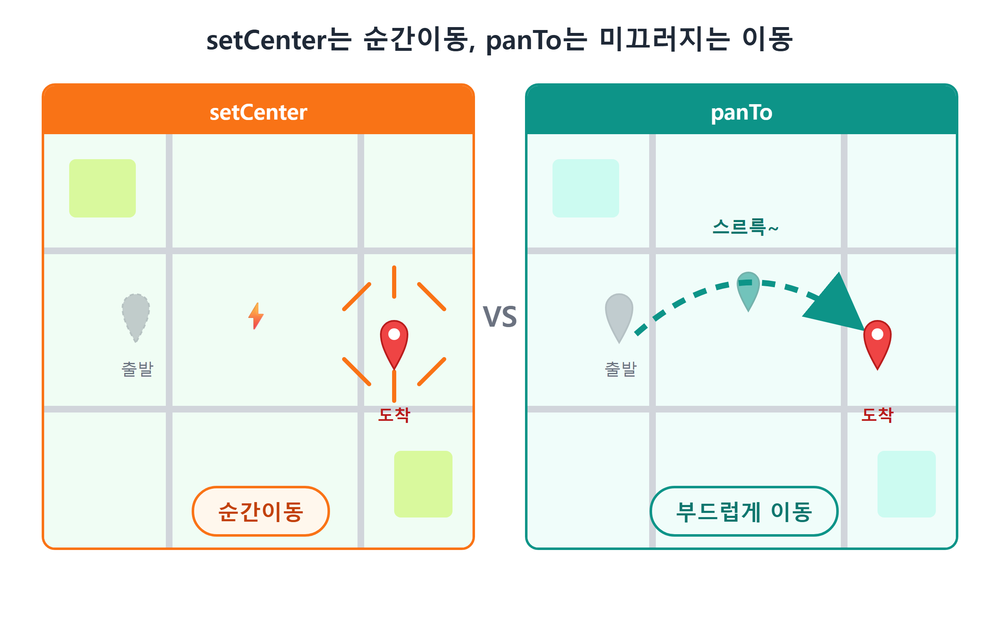 setCenter는 순간이동, panTo는 미끄러지는 이동
setCenter
출발
도착
순간이동
VS
panTo
스르륵~
출발
도착
부드럽게 이동